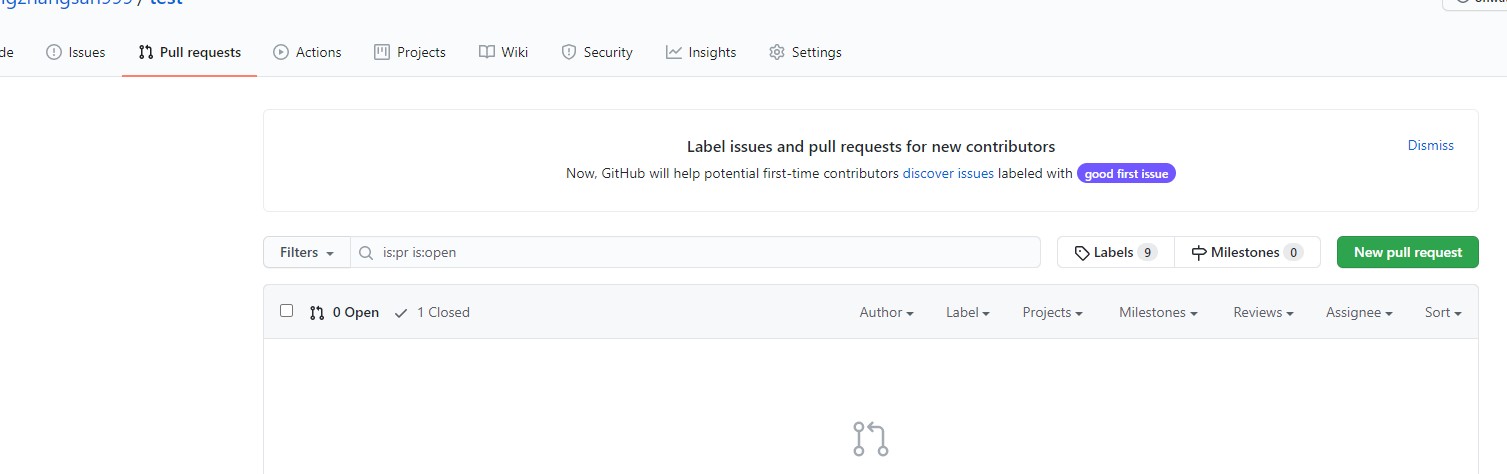 / test
Issues Pull requests Actions Projects Wiki Security Insights Settings
Label issues and pull requests for new contributors Dismiss
Now, GitHub will help potential first-time contributors discover issues labeled with good first issue
Filters is:pr is:open Labels 9 Milestones 0 New pull request
0 Open 1 Closed Author Label Projects Milestones Reviews Assignee Sort